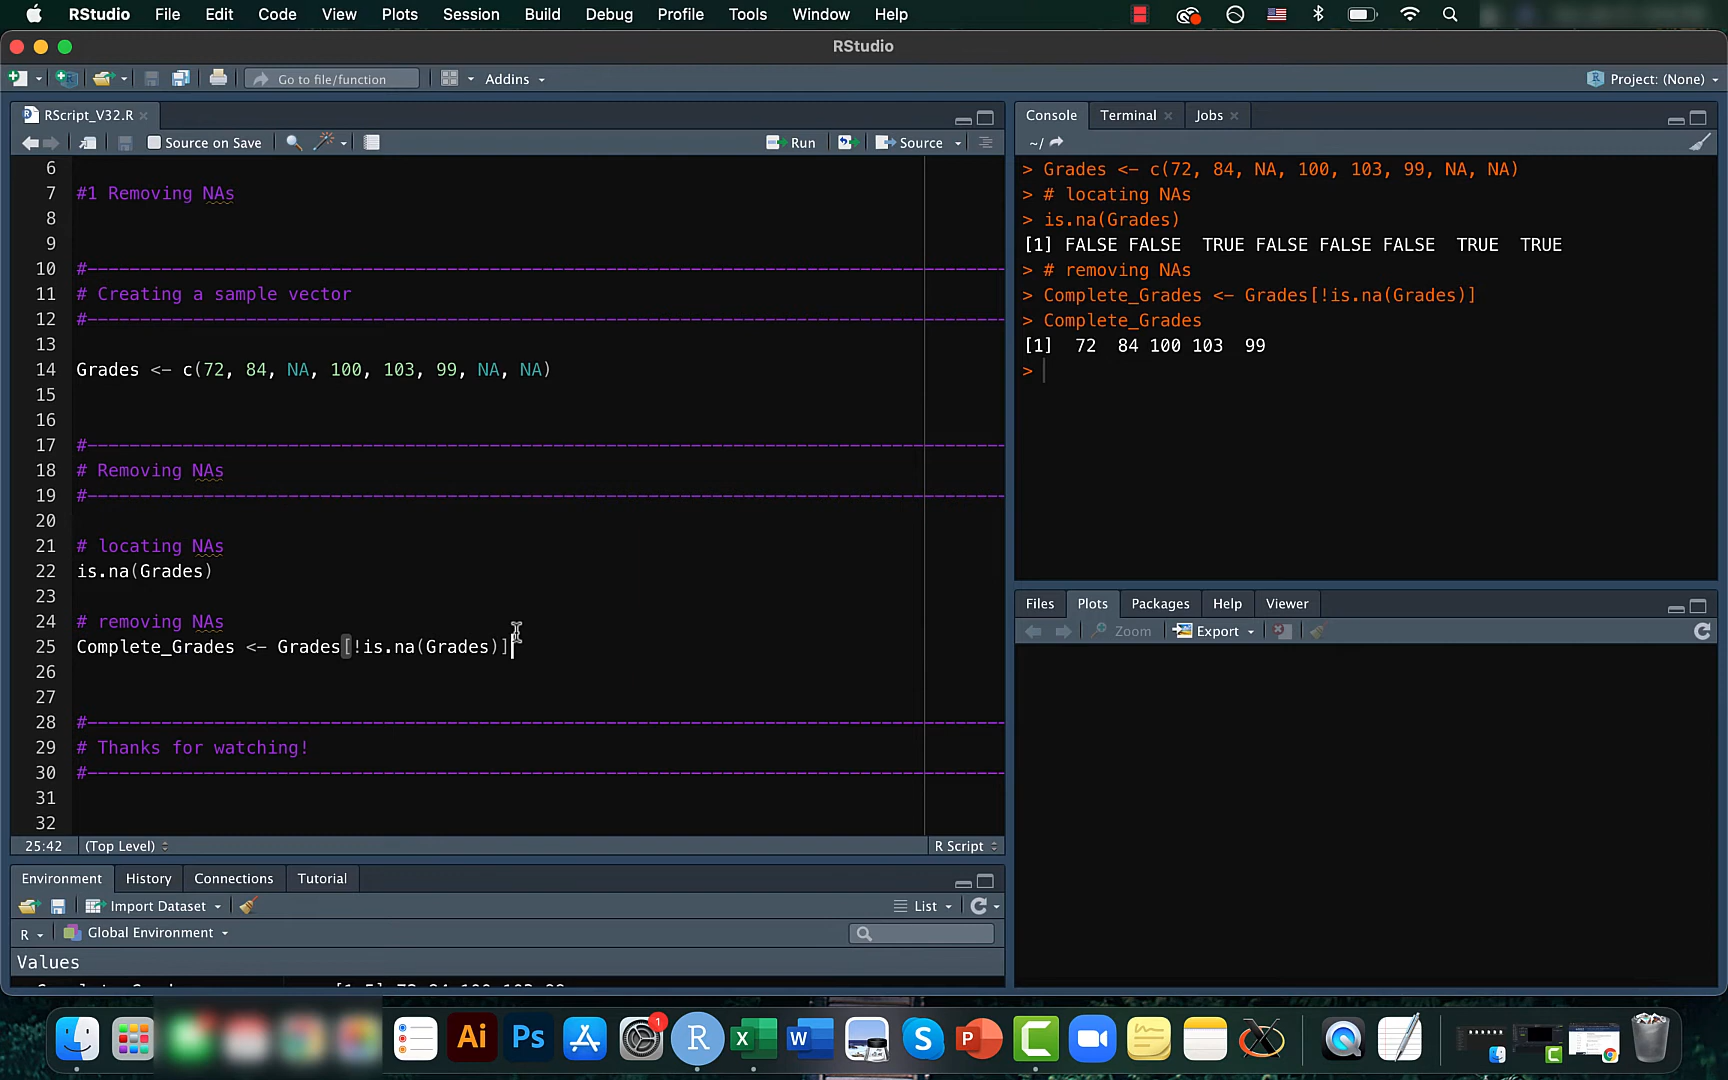 RStudio File Edit Code View Plots Session Build Debug Profile Tools Window Help
RStudio
Go to file/function Addins Project: (None)
RScript_V32.R
Source on Save Run Source
6
7 #1 Removing NAs
8
9
10 #--------------------------------------------------------------------------------------
11 # Creating a sample vector
12 #--------------------------------------------------------------------------------------
13
14 Grades <- c(72, 84, NA, 100, 103, 99, NA, NA)
15
16
17 #--------------------------------------------------------------------------------------
18 # Removing NAs
19 #--------------------------------------------------------------------------------------
20
21 # locating NAs
22 is.na(Grades)
23
24 # removing NAs
25 Complete_Grades <- Grades[!is.na(Grades)]
26
27
28 #--------------------------------------------------------------------------------------
29 # Thanks for watching!
30 #--------------------------------------------------------------------------------------
31
32
25:42 (Top Level) R Script
Environment History Connections Tutorial
Import Dataset List
R Global Environment
Values
Console Terminal Jobs
~/
> Grades <- c(72, 84, NA, 100, 103, 99, NA, NA)
> # locating NAs
> is.na(Grades)
[1] FALSE FALSE  TRUE FALSE FALSE FALSE  TRUE  TRUE
> # removing NAs
> Complete_Grades <- Grades[!is.na(Grades)]
> Complete_Grades
[1]  72  84 100 103  99
>
Files Plots Packages Help Viewer
Zoom Export
Ai Ps 1 R X W S P